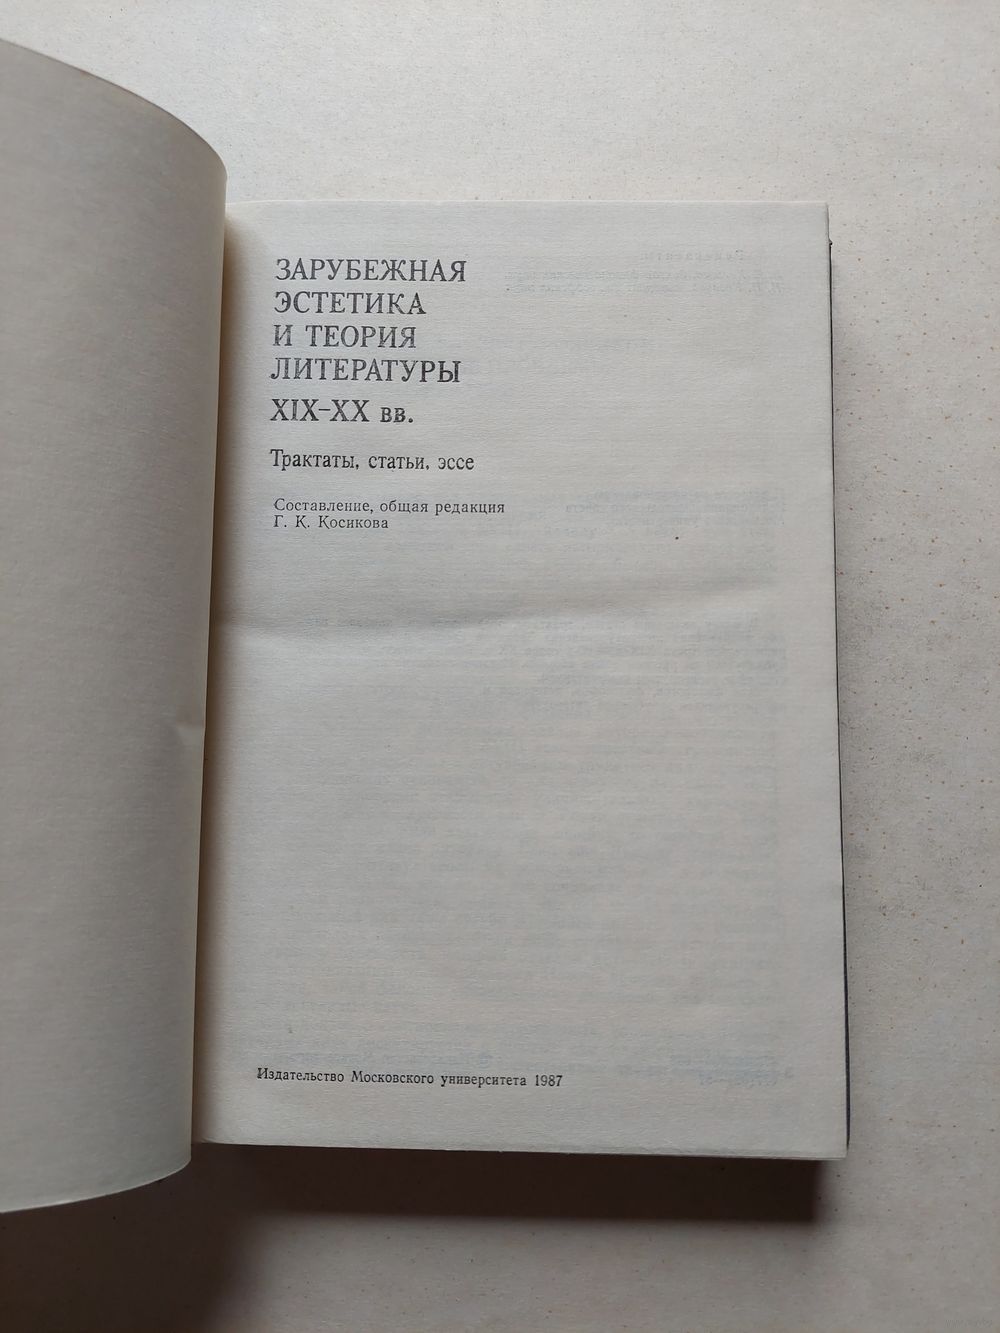 ЗАРУБЕЖНАЯ
ЭСТЕТИКА
И ТЕОРИЯ
ЛИТЕРАТУРЫ
XIX–XX вв.
Трактаты, статьи, эссе
Составление, общая редакция
Г. К. Косикова
Издательство Московского университета 1987